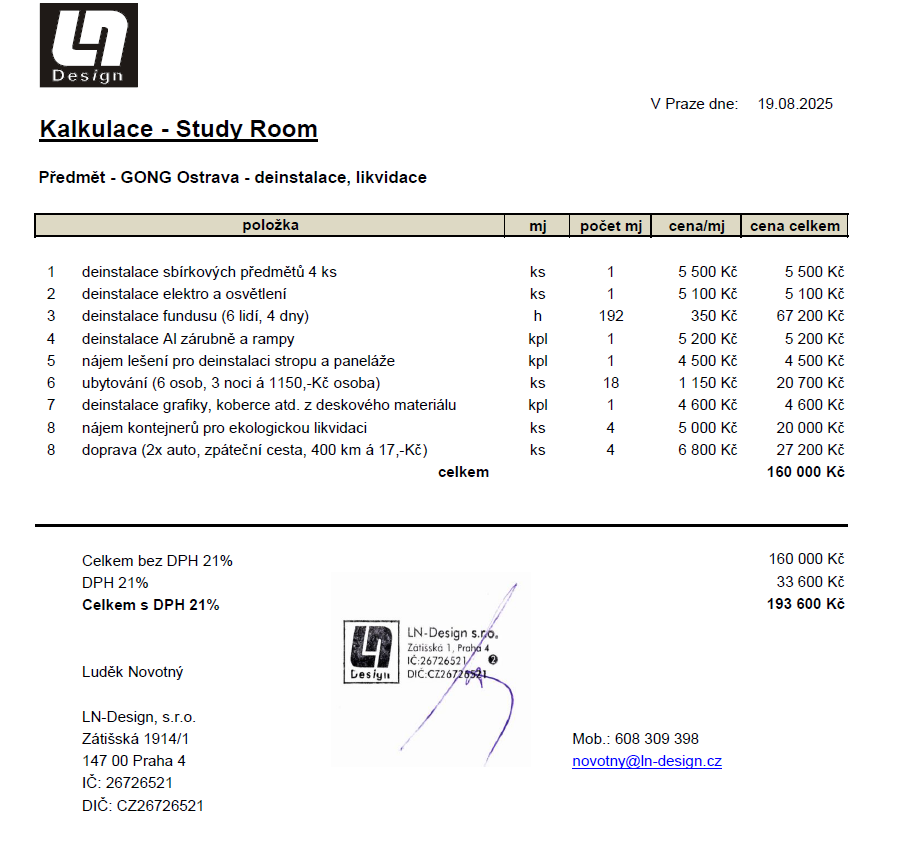 LN
Design
V Praze dne: 19.08.2025
Kalkulace - Study Room
Předmět - GONG Ostrava - deinstalace, likvidace
položka mj počet mj cena/mj cena celkem
1 deinstalace sbírkových předmětů 4 ks ks 1 5 500 Kč 5 500 Kč
2 deinstalace elektro a osvětlení ks 1 5 100 Kč 5 100 Kč
3 deinstalace fundusu (6 lidí, 4 dny) h 192 350 Kč 67 200 Kč
4 deinstalace Al zárubně a rampy kpl 1 5 200 Kč 5 200 Kč
5 nájem lešení pro deinstalaci stropu a paneláže kpl 1 4 500 Kč 4 500 Kč
6 ubytování (6 osob, 3 noci á 1150,-Kč osoba) ks 18 1 150 Kč 20 700 Kč
7 deinstalace grafiky, koberce atd. z deskového materiálu kpl 1 4 600 Kč 4 600 Kč
8 nájem kontejnerů pro ekologickou likvidaci ks 4 5 000 Kč 20 000 Kč
8 doprava (2x auto, zpáteční cesta, 400 km á 17,-Kč) ks 4 6 800 Kč 27 200 Kč
celkem 160 000 Kč
Celkem bez DPH 21% 160 000 Kč
DPH 21% 33 600 Kč
Celkem s DPH 21% 193 600 Kč
LN
Design
LN-Design s.r.o.
Zátišská 1, Praha 4
IČ:26726521 2
DIČ:CZ26726521
Luděk Novotný
LN-Design, s.r.o.
Zátišská 1914/1 Mob.: 608 309 398
147 00 Praha 4 novotny@ln-design.cz
IČ: 26726521
DIČ: CZ26726521